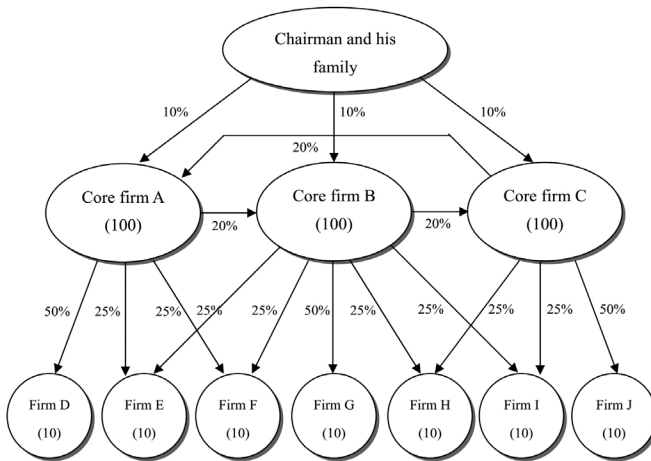 Chairman and his
family
10%
10%
10%
20%
Core firm A
(100)
Core firm B
(100)
Core firm C
(100)
20%
20%
50%
25%
25%
25%
25%
50%
25%
25%
25%
25%
50%
Firm D
(10)
Firm E
(10)
Firm F
(10)
Firm G
(10)
Firm H
(10)
Firm I
(10)
Firm J
(10)